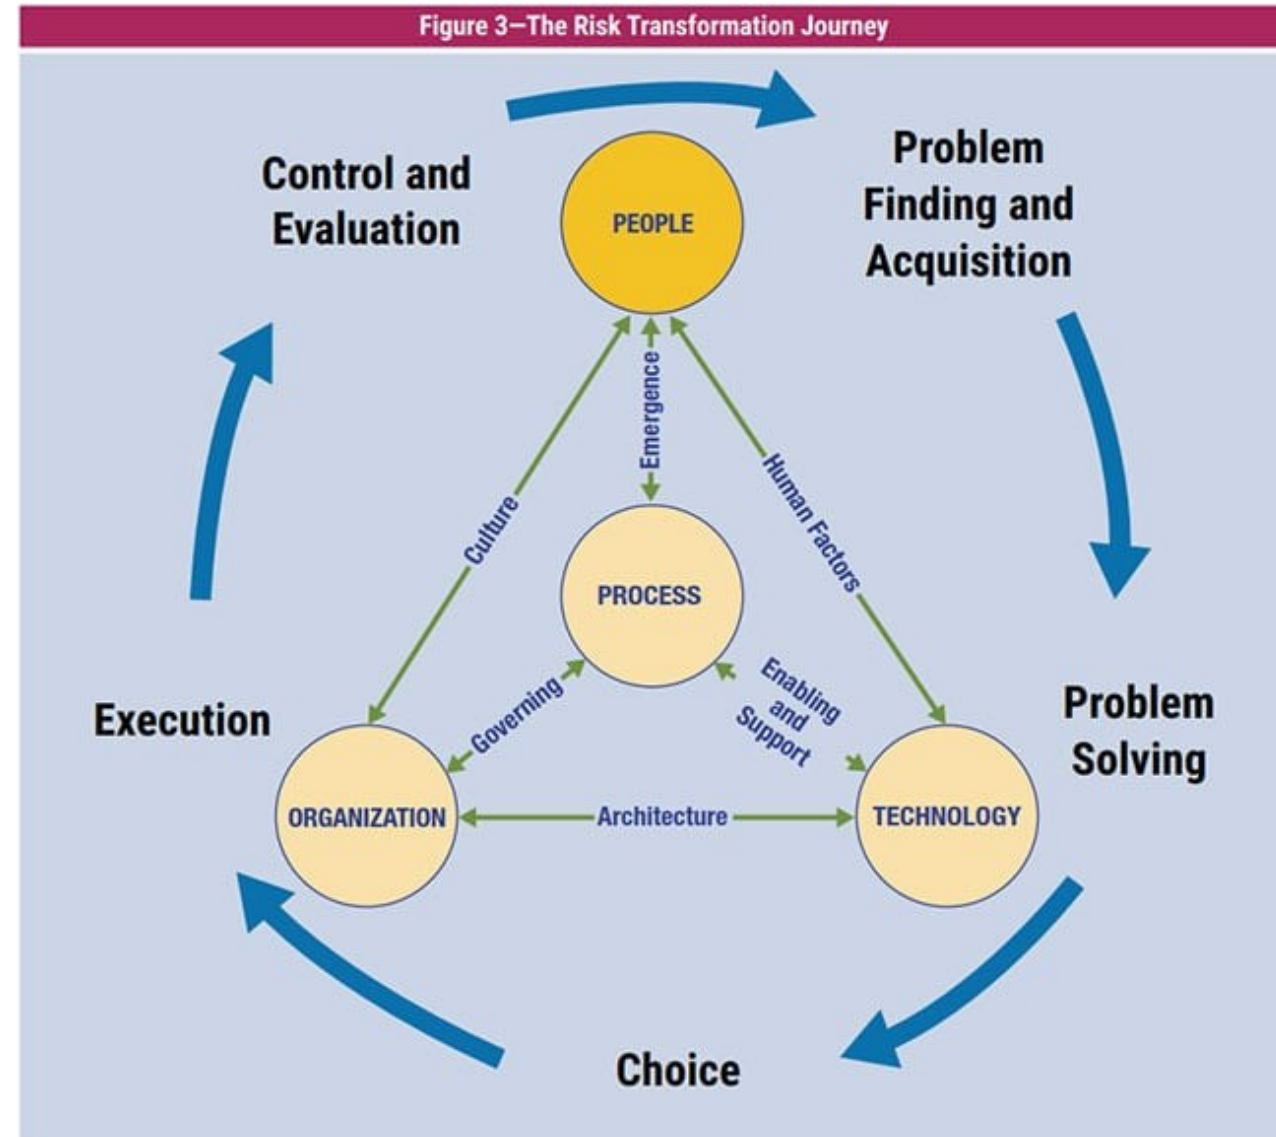 Figure 3—The Risk Transformation Journey
Control and
Evaluation
Problem
Finding and
Acquisition
PEOPLE
Emergence
Culture
Human Factors
PROCESS
Governing
Enabling
and
Support
Execution
Problem
Solving
ORGANIZATION
Architecture
TECHNOLOGY
Choice